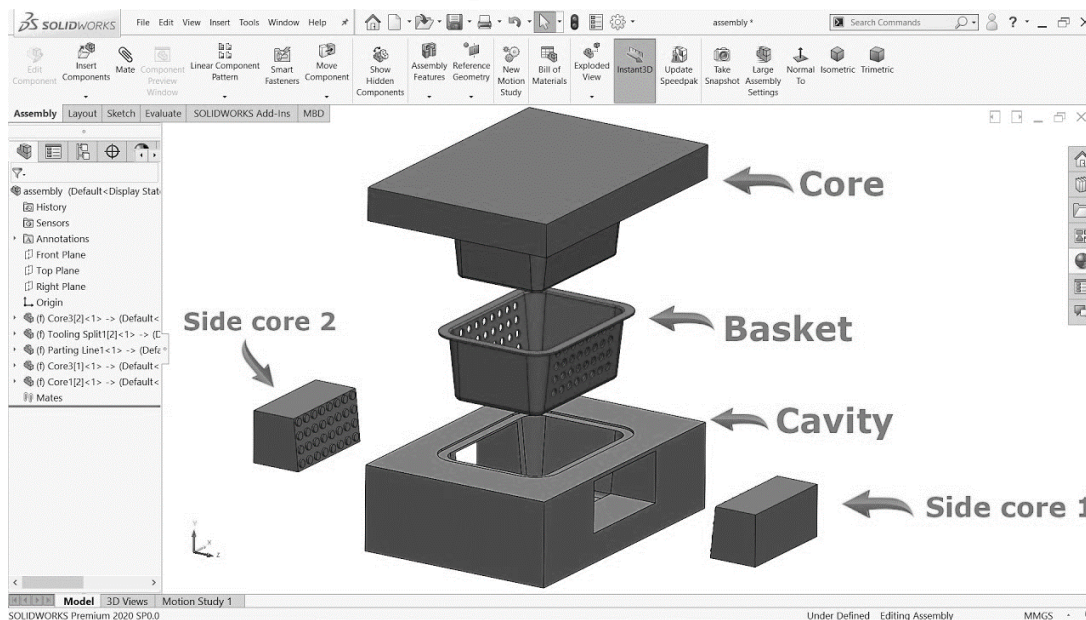 SOLIDWORKS
File Edit View Insert Tools Window Help
assembly *
Search Commands
?
Edit Component
Insert Components
Mate
Component Preview Window
Linear Component Pattern
Smart Fasteners
Move Component
Show Hidden Components
Assembly Features
Reference Geometry
New Motion Study
Bill of Materials
Exploded View
Instant3D
Update Speedpak
Take Snapshot
Large Assembly Settings
Normal To
Isometric
Trimetric
Assembly Layout Sketch Evaluate SOLIDWORKS Add-Ins MBD
assembly (Default<Display Stat
History
Sensors
Annotations
Front Plane
Top Plane
Right Plane
Origin
(f) Core3[2]<1> -> (Default<
(f) Tooling Split1[2]<1> -> (D
(f) Parting Line1<1> -> (Defa
(f) Core3[1]<1> -> (Default<
(f) Core1[2]<1> -> (Default<
Mates
Core
Side core 2
Basket
Cavity
Side core 1
Y
X
Z
Model 3D Views Motion Study 1
SOLIDWORKS Premium 2020 SP0.0
Under Defined Editing Assembly MMGS